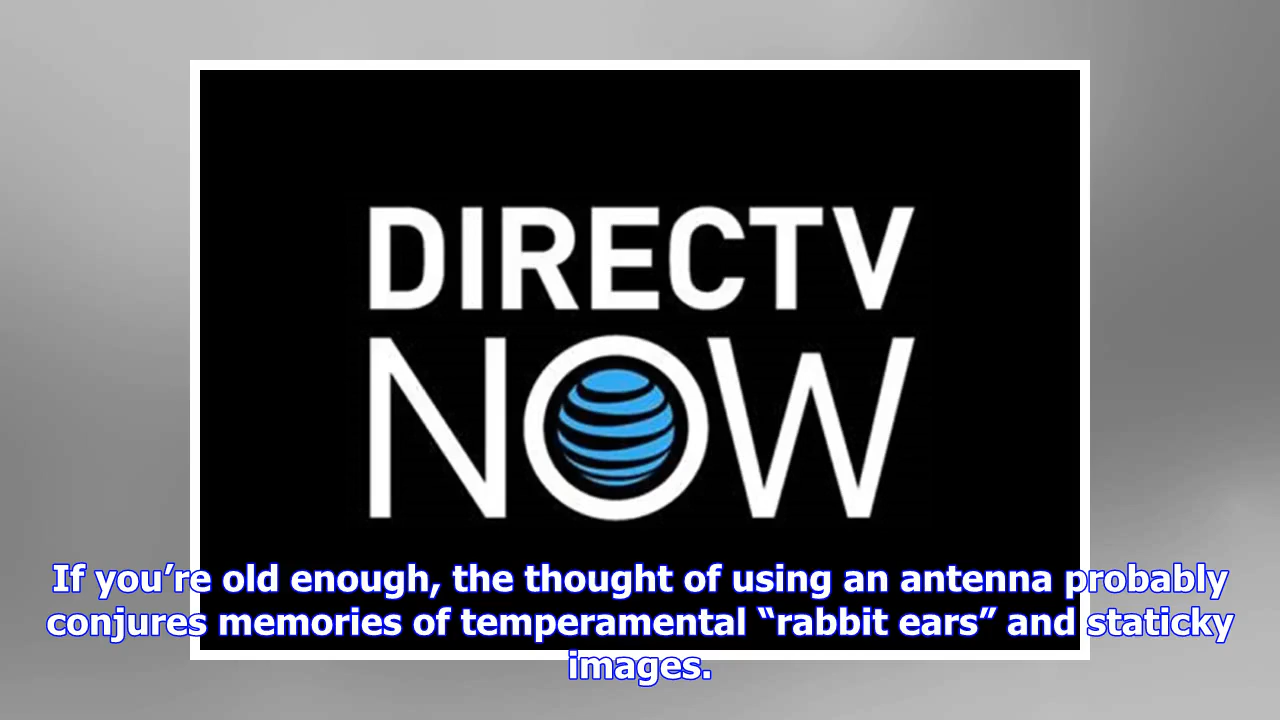 DIRECTV
NOW
If you’re old enough, the thought of using an antenna probably
conjures memories of temperamental “rabbit ears” and staticky
images.